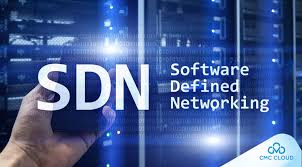 SDN
Software
Defined
Networking
CMC CLOUD